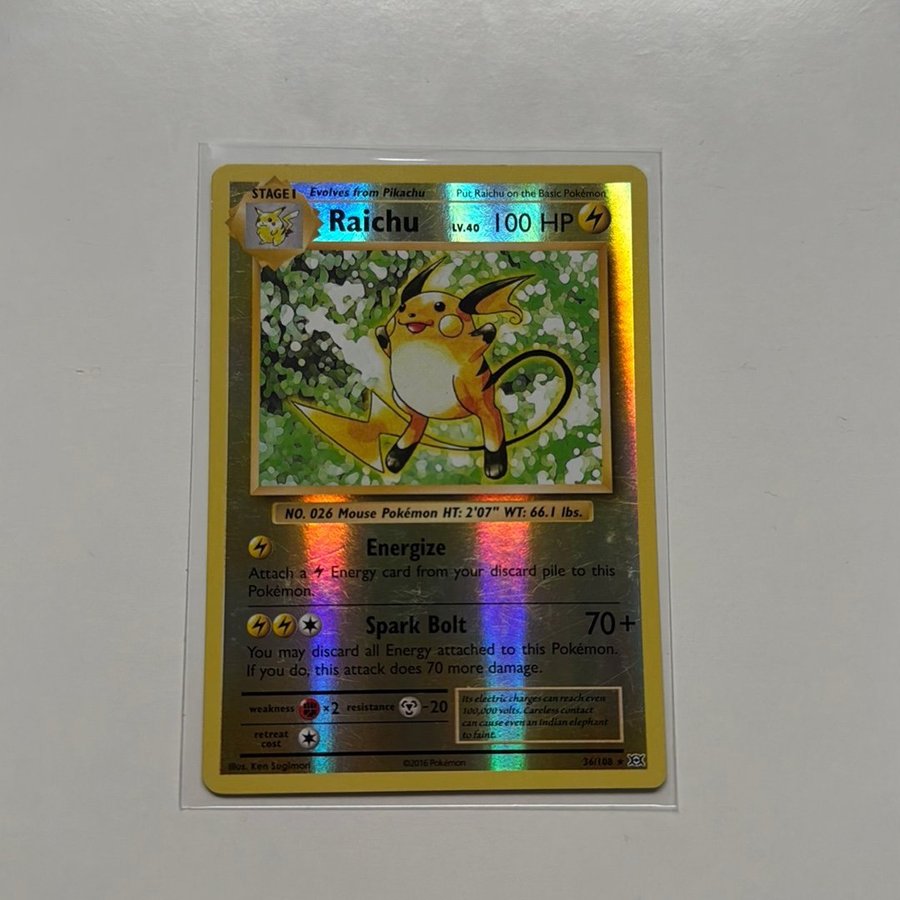 STAGE 1 Evolves from Pikachu Put Raichu on the Basic Pokémon
Raichu LV.40 100 HP
NO. 026 Mouse Pokémon HT: 2'07" WT: 66.1 lbs.
Energize
Attach a Energy card from your discard pile to this
Pokémon.
Spark Bolt 70+
You may discard all Energy attached to this Pokémon.
If you do, this attack does 70 more damage.
weakness ×2 resistance -20
retreat
cost
Its electric charges can reach even
100,000 volts. Careless contact
can cause even an Indian elephant
to faint.
Illus. Ken Sugimori ©2016 Pokémon 36/108 ★